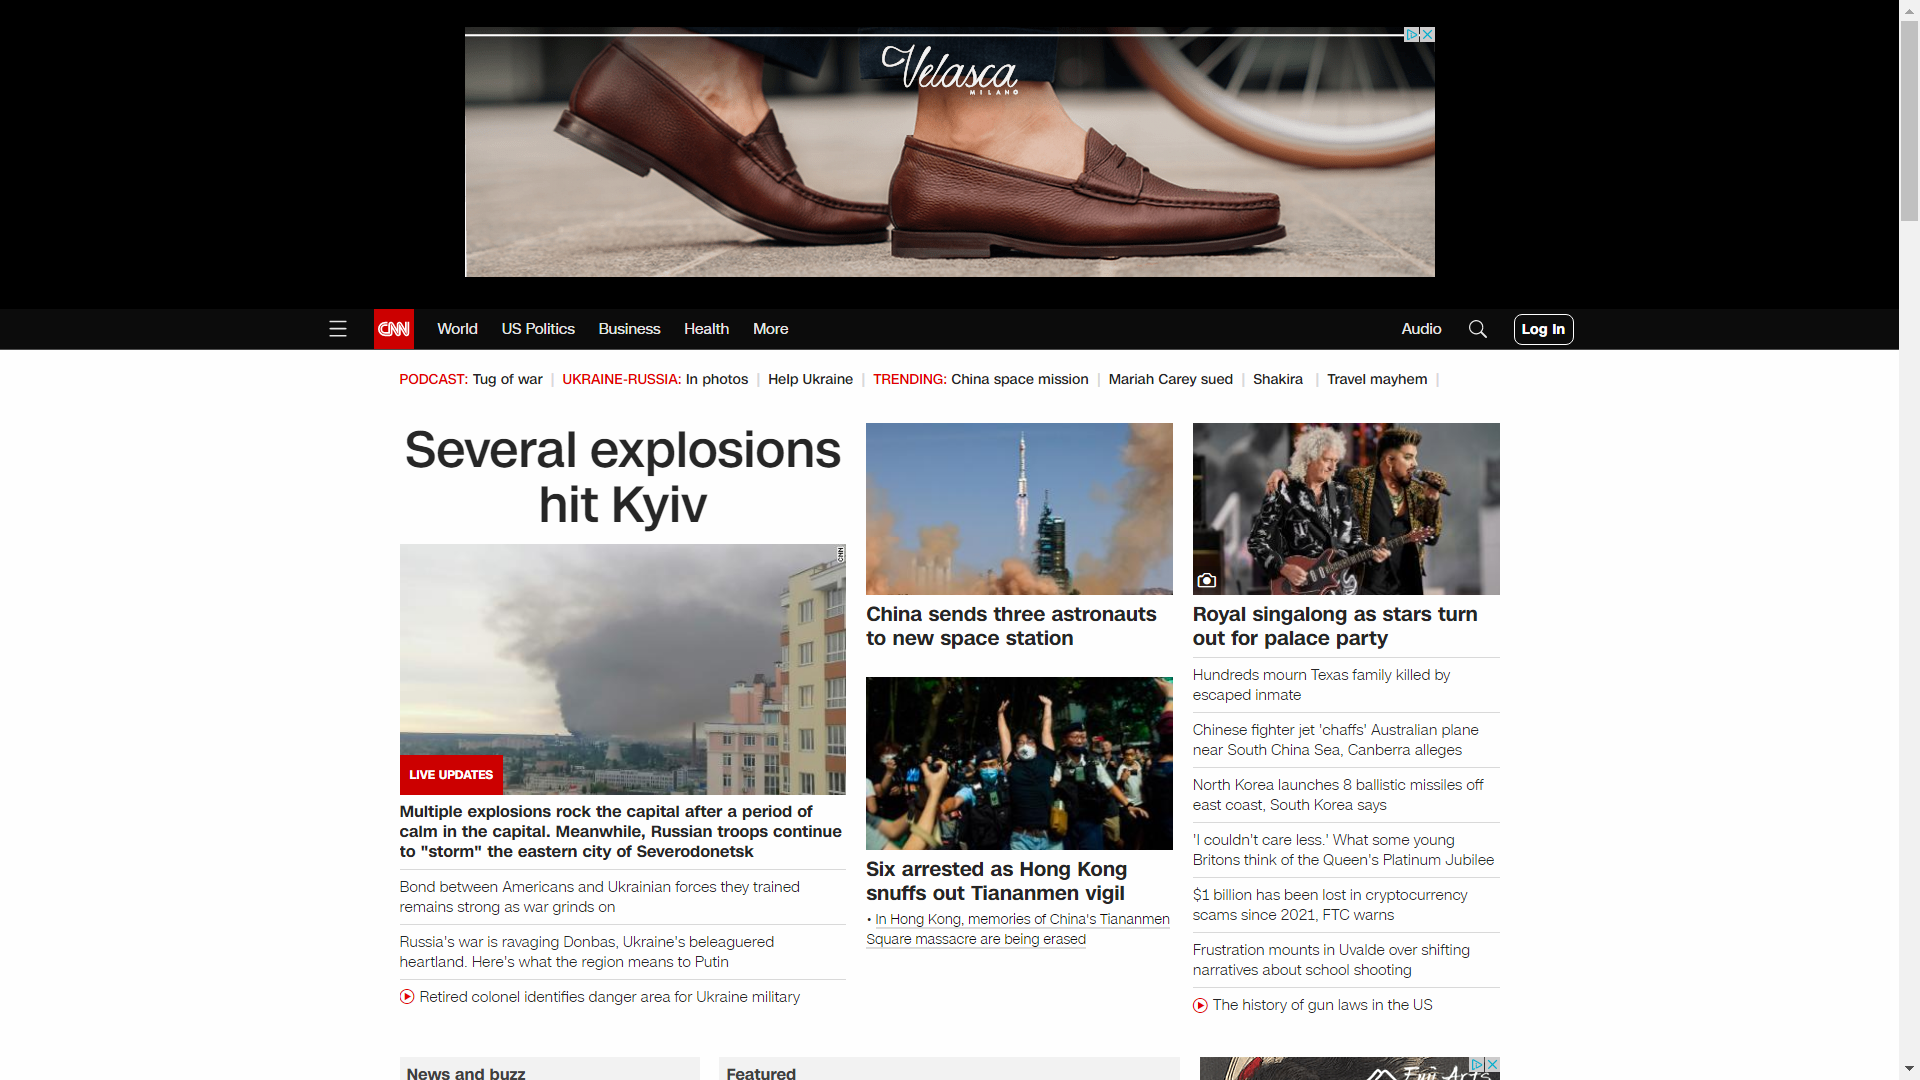 Velasca
MILANO
CNN
World
US Politics
Business
Health
More
Audio
Log In
PODCAST: Tug of war | UKRAINE-RUSSIA: In photos | Help Ukraine | TRENDING: China space mission | Mariah Carey sued | Shakira | Travel mayhem |
Several explosions
hit Kyiv
CNN
LIVE UPDATES
Multiple explosions rock the capital after a period of
calm in the capital. Meanwhile, Russian troops continue
to "storm" the eastern city of Severodonetsk
Bond between Americans and Ukrainian forces they trained
remains strong as war grinds on
Russia's war is ravaging Donbas, Ukraine's beleaguered
heartland. Here's what the region means to Putin
Retired colonel identifies danger area for Ukraine military
China sends three astronauts
to new space station
Six arrested as Hong Kong
snuffs out Tiananmen vigil
• In Hong Kong, memories of China's Tiananmen
Square massacre are being erased
Royal singalong as stars turn
out for palace party
Hundreds mourn Texas family killed by
escaped inmate
Chinese fighter jet 'chaffs' Australian plane
near South China Sea, Canberra alleges
North Korea launches 8 ballistic missiles off
east coast, South Korea says
'I couldn't care less.' What some young
Britons think of the Queen's Platinum Jubilee
$1 billion has been lost in cryptocurrency
scams since 2021, FTC warns
Frustration mounts in Uvalde over shifting
narratives about school shooting
The history of gun laws in the US
News and buzz
Featured